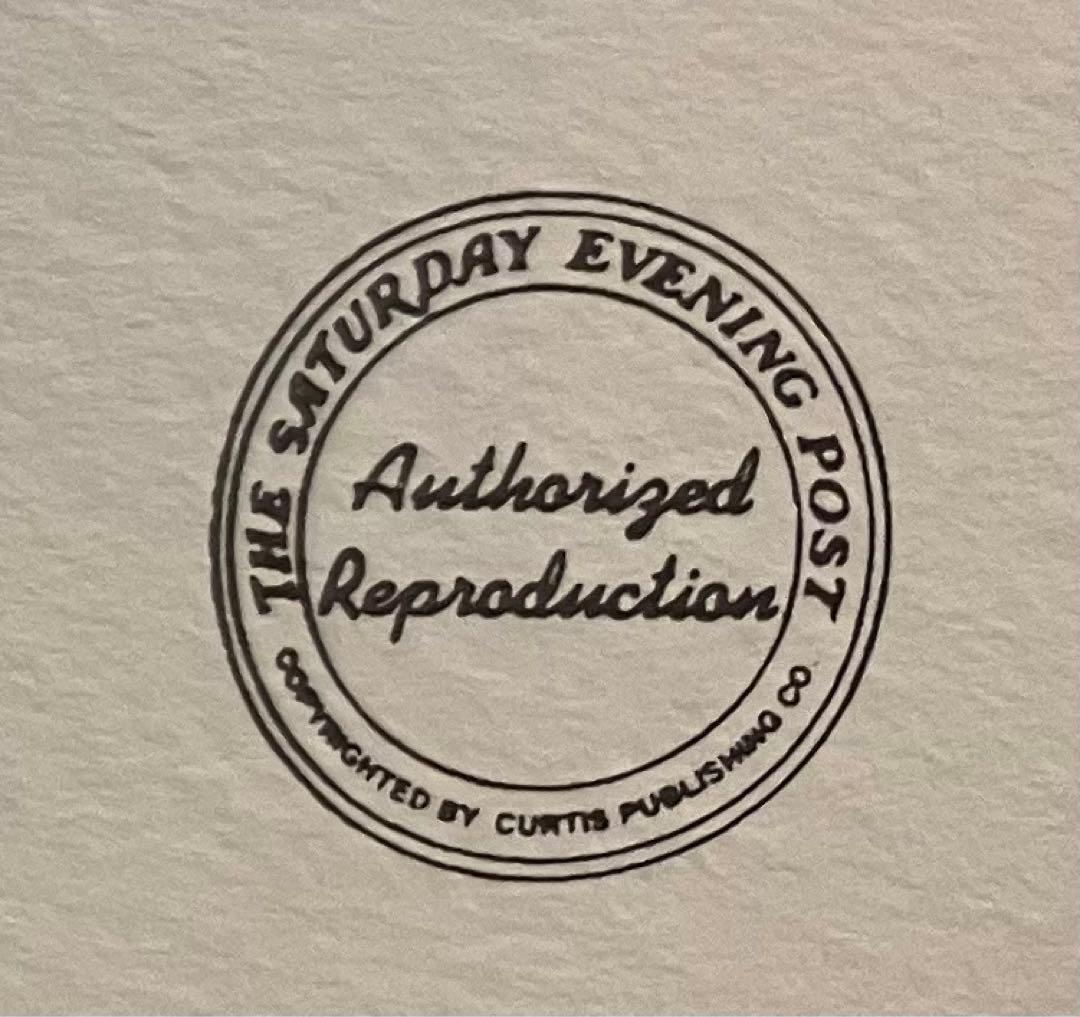 THE SATURDAY EVENING POST
Authorized
Reproduction
COPYRIGHTED BY CURTIS PUBLISHING CO.